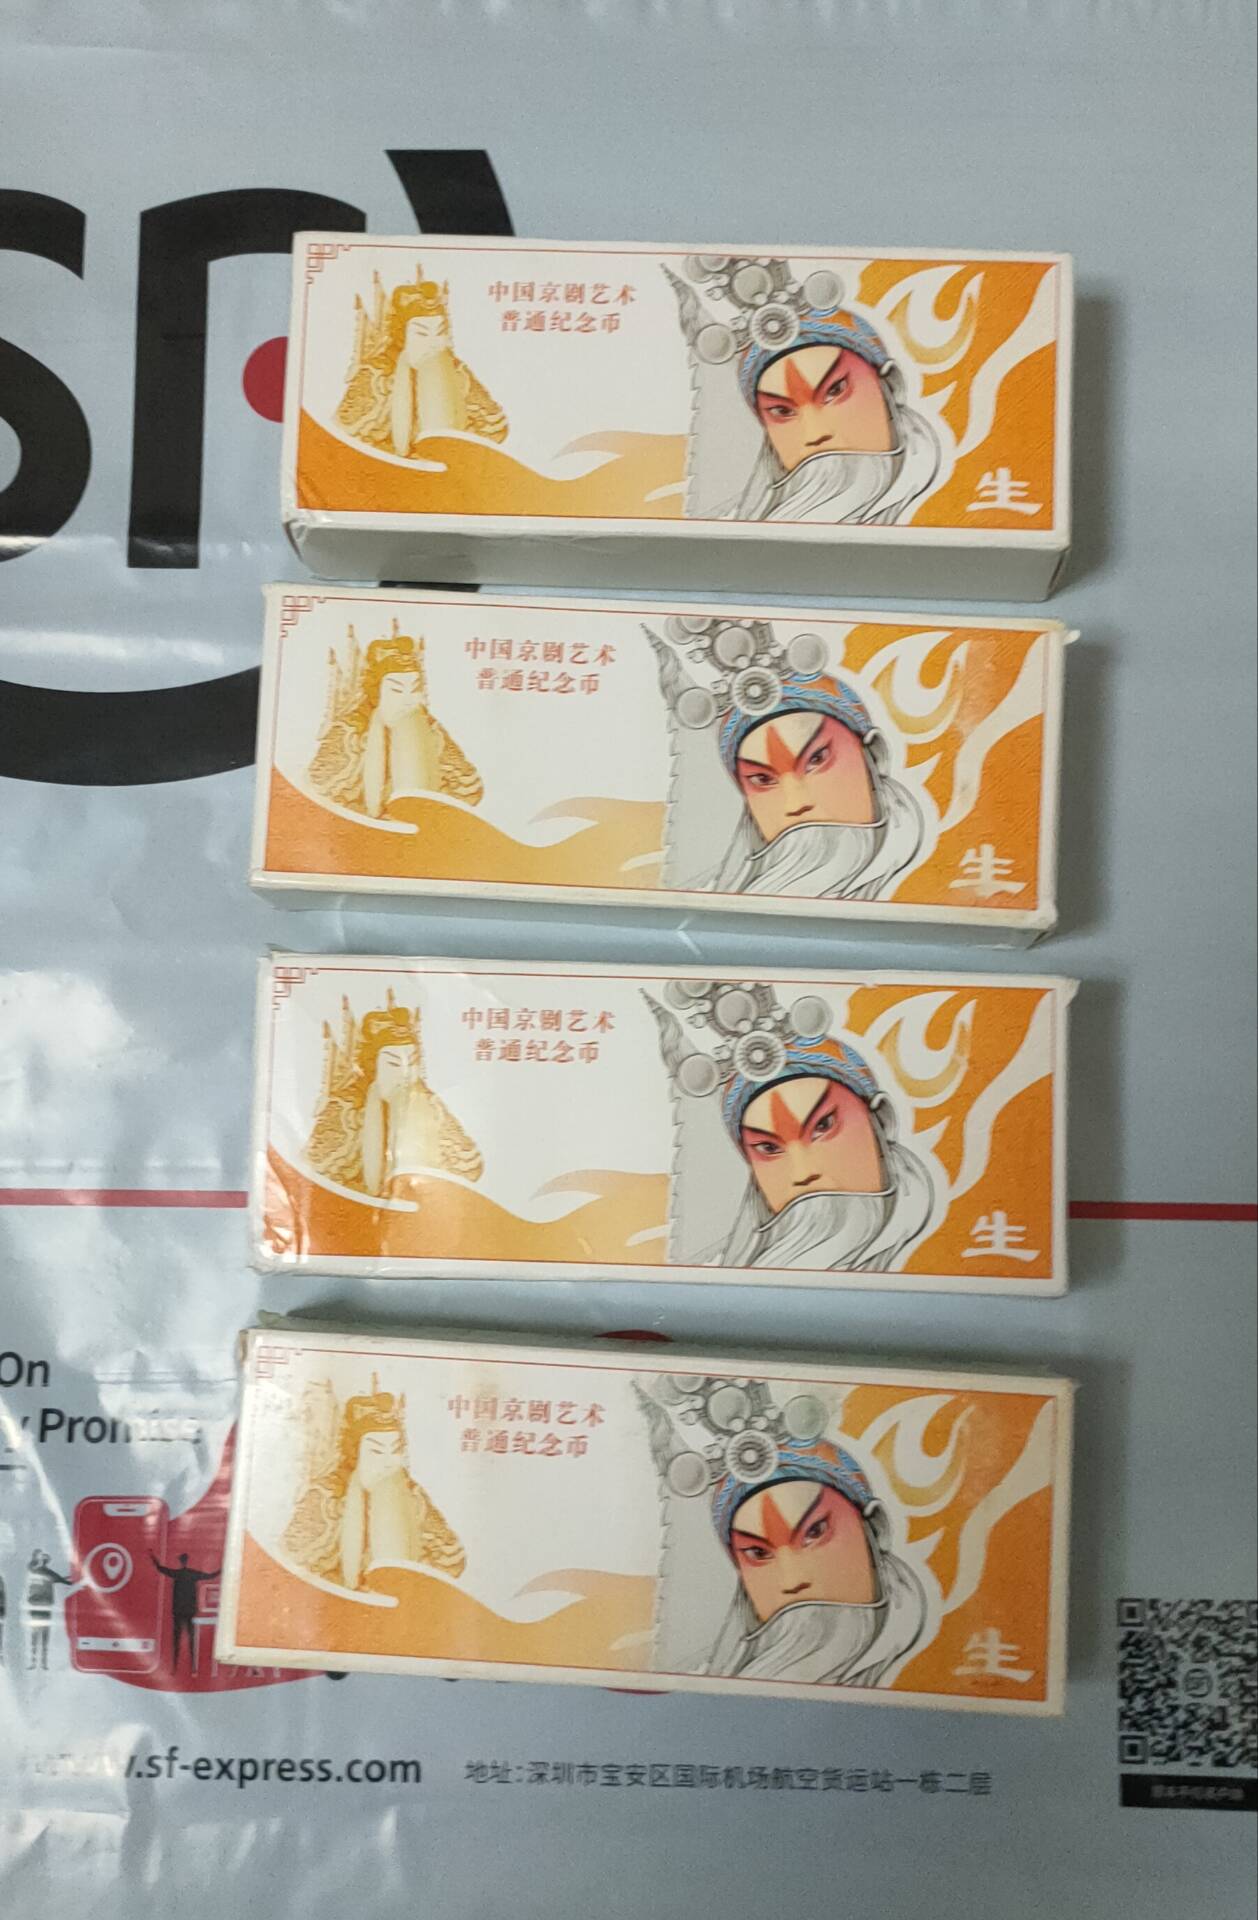 中国京剧艺术
普通纪念币
生
中国京剧艺术
普通纪念币
生
中国京剧艺术
普通纪念币
生
中国京剧艺术
普通纪念币
生
sf
On
y Promise
.sf-express.com
地址：深圳市宝安区国际机场航空货运站一栋二层